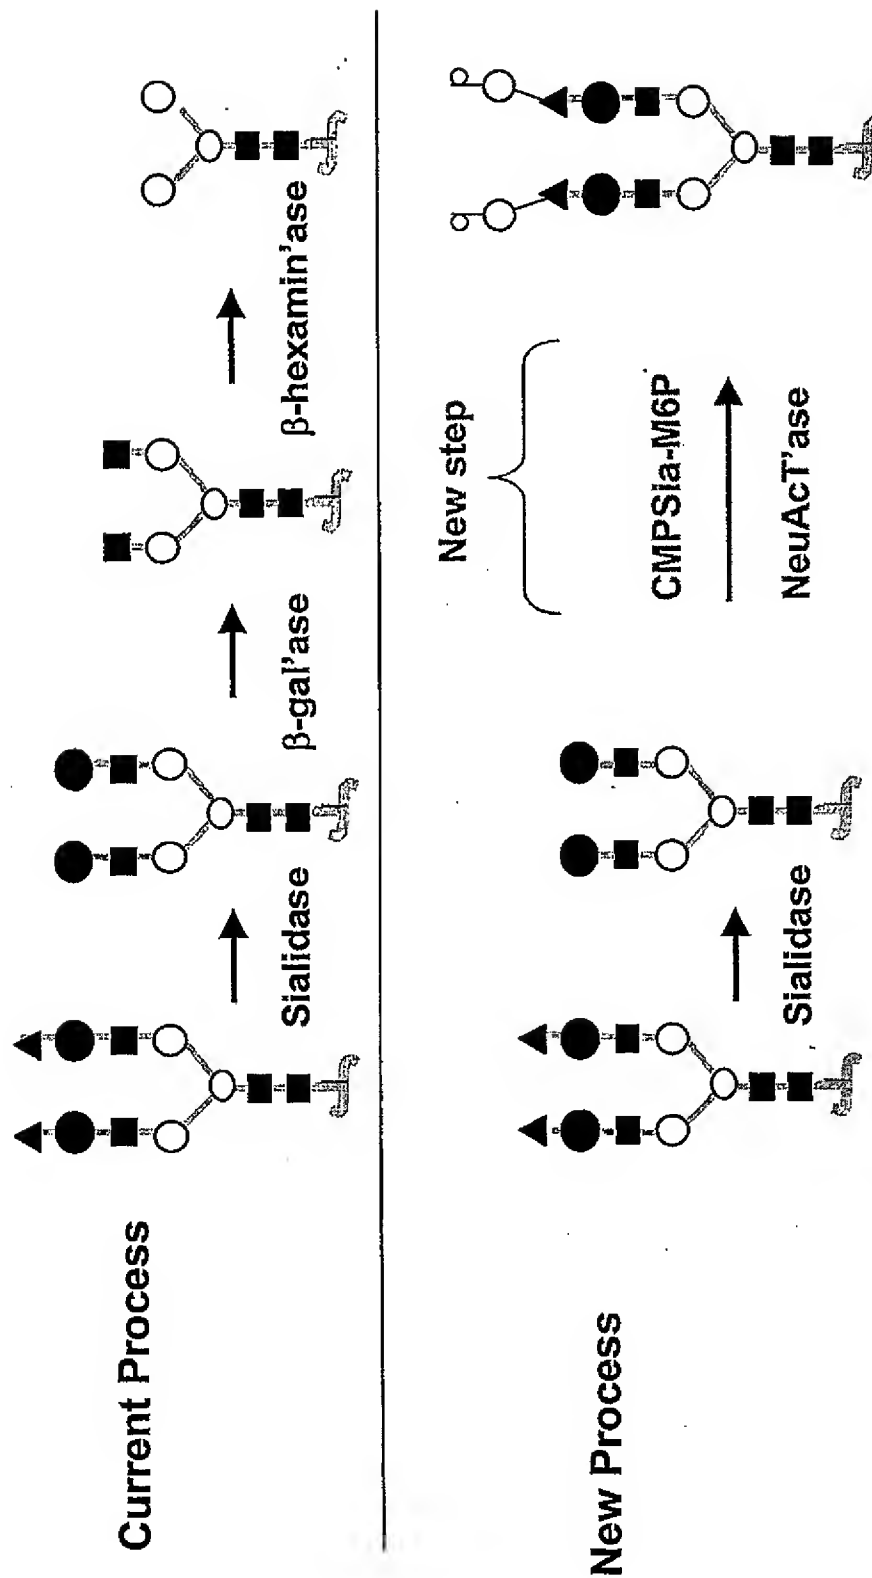 Current Process
Sialidase
β-gal'ase
β-hexamin'ase
New Process
Sialidase
New step
CMPSia-M6P
NeuAcT'ase